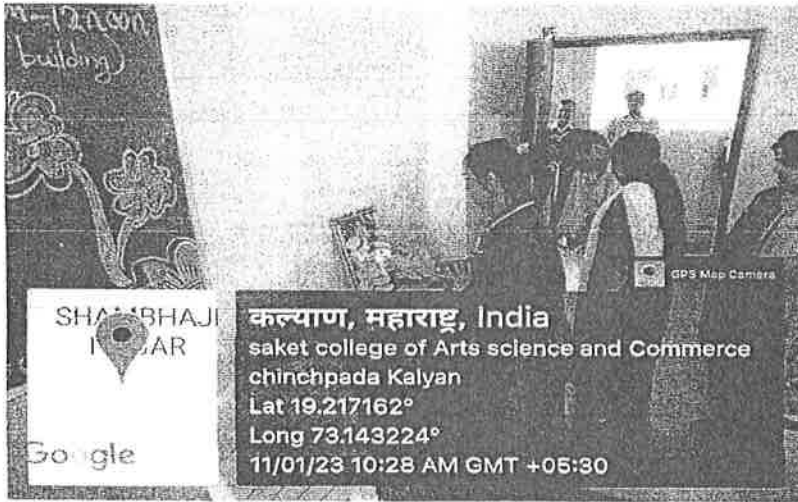 -12noon
building)
GPS Map Camera
SHAMBHAJI
NAGAR
Google
कल्याण, महाराष्ट्र, India
saket college of Arts science and Commerce
chinchpada Kalyan
Lat 19.217162°
Long 73.143224°
11/01/23 10:28 AM GMT +05:30